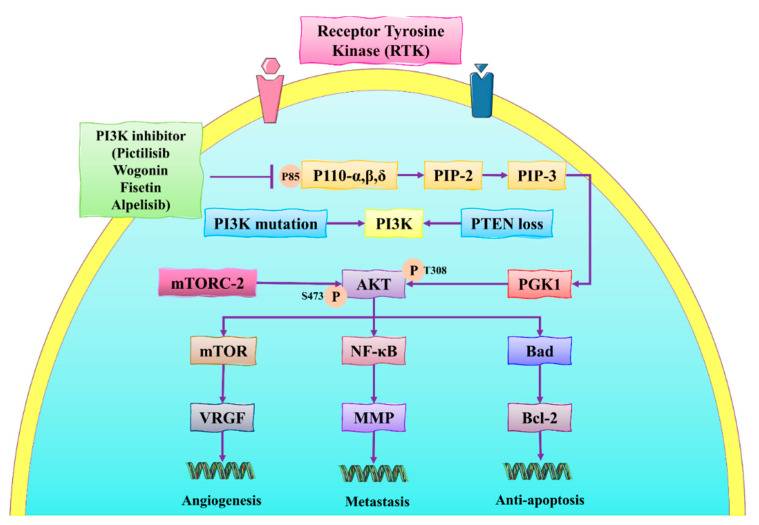 Receptor Tyrosine
Kinase (RTK)
PI3K inhibitor
(Pictilisib
Wogonin
Fisetin
Alpelisib)
P85
P110-α,β,δ
PIP-2
PIP-3
PI3K mutation
PI3K
PTEN loss
mTORC-2
S473
P
AKT
P
T308
PGK1
mTOR
NF-κB
Bad
VRGF
MMP
Bcl-2
Angiogenesis
Metastasis
Anti-apoptosis